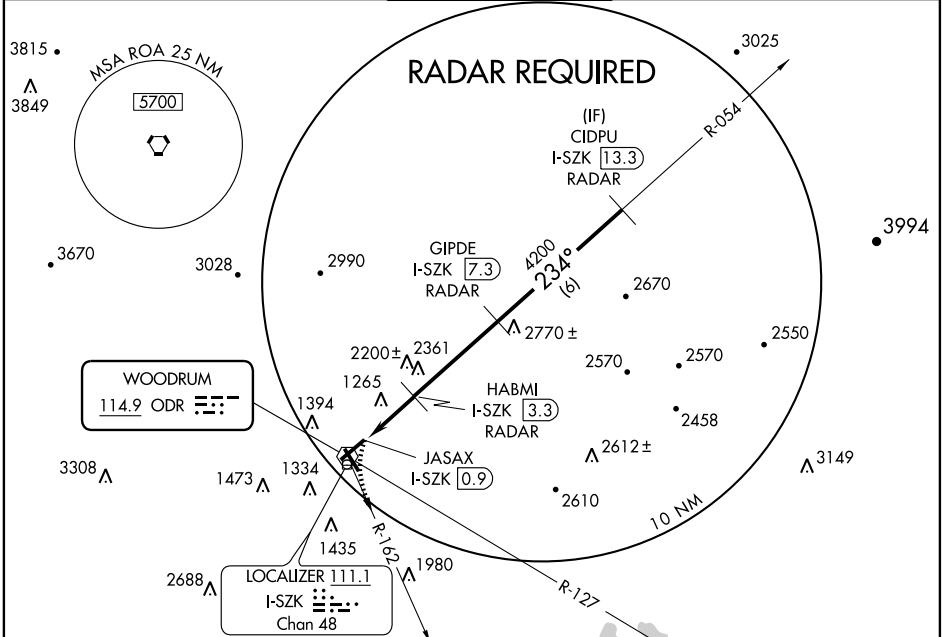 3815
MSA ROA 25 NM
3849
5700
RADAR REQUIRED
3025
R-054
(IF)
CIDPU
I-SZK 13.3
RADAR
3994
3670
3028
2990
GIPDE
I-SZK 7.3
RADAR
4200
234°
(6)
2670
2770 ±
2550
2200 ±
2361
2570
2570
WOODRUM
114.9 ODR
1265
1394
HABMI
I-SZK 3.3
RADAR
2458
JASAX
I-SZK 0.9
2612 ±
3149
3308
1473
1334
2610
10 NM
1435
R-162
1980
R-127
2688
LOCALIZER 111.1
I-SZK
Chan 48